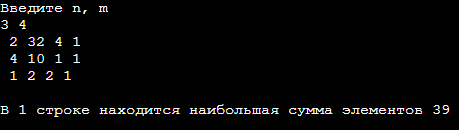 Введите n, m
3 4
2 32 4 1
4 10 1 1
1 2 2 1
В 1 строке находится наибольшая сумма элементов 39